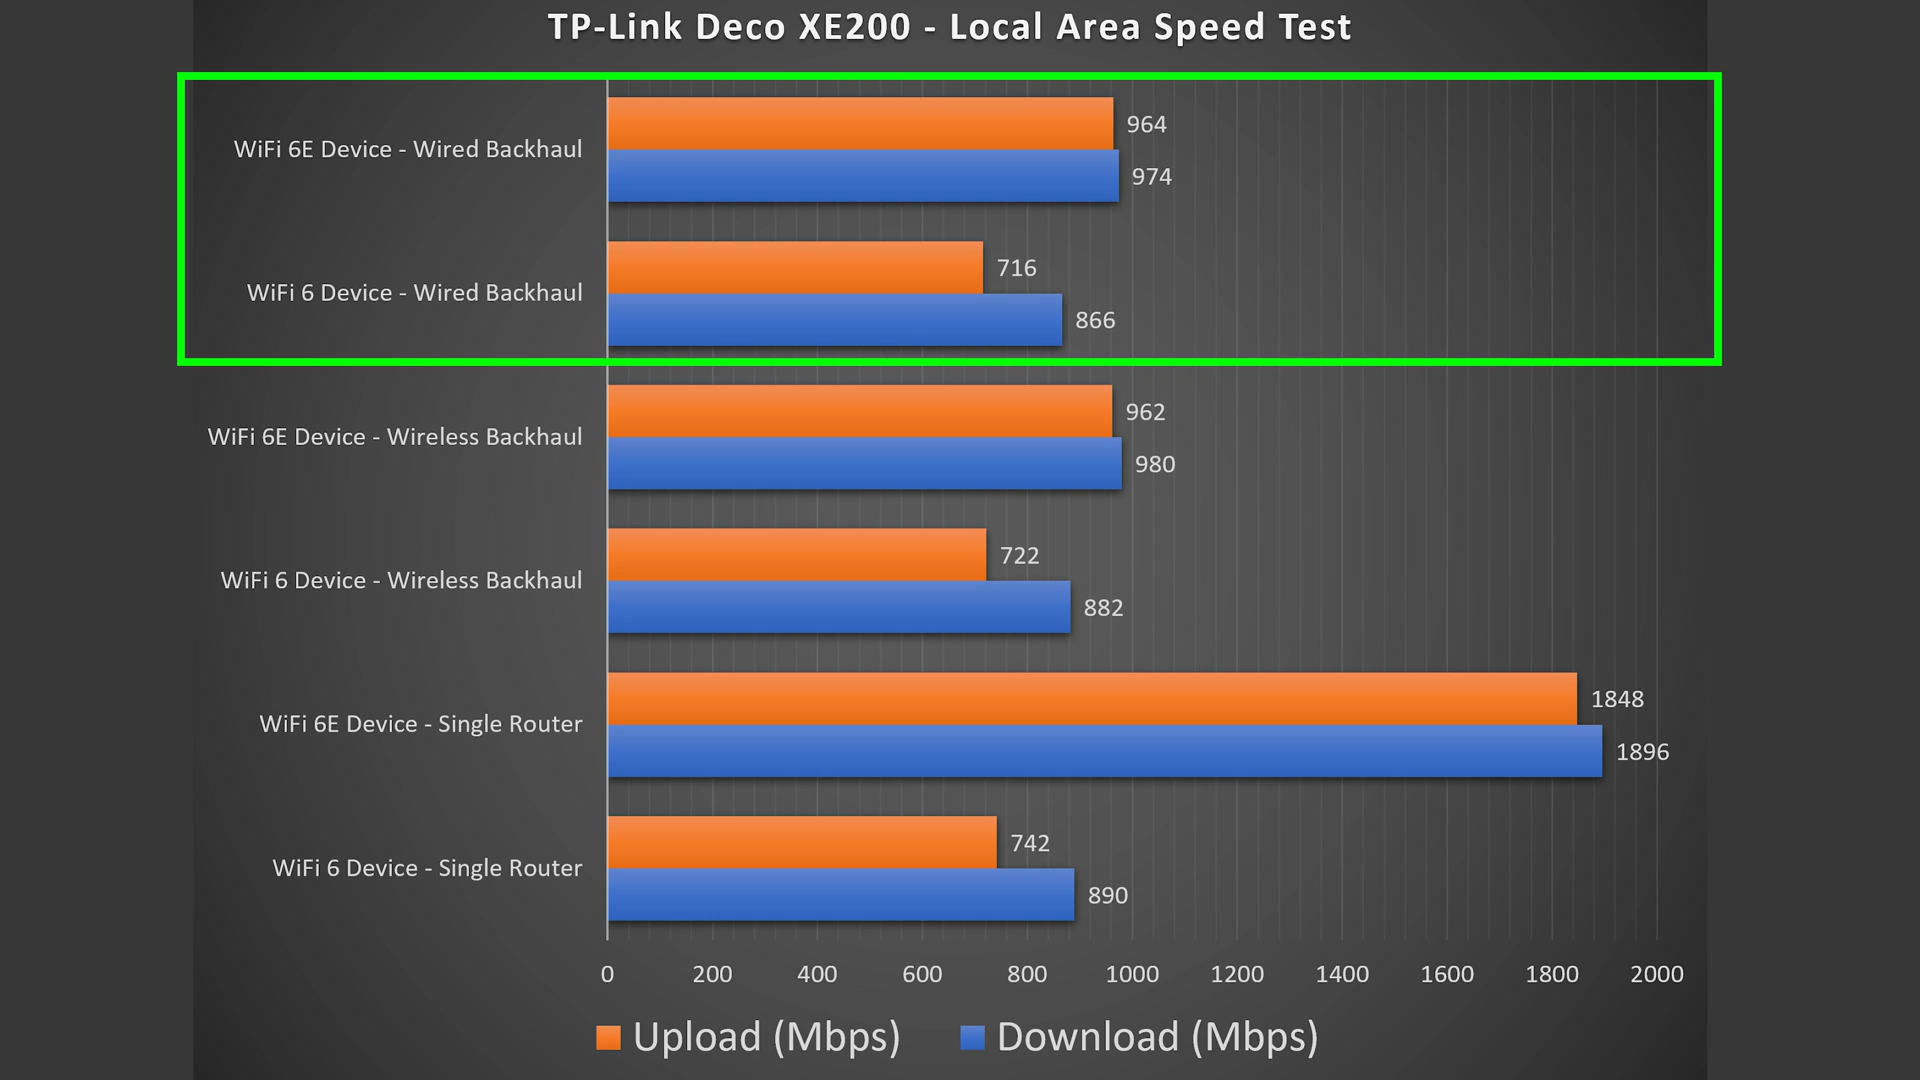 TP-Link Deco XE200 - Local Area Speed Test
WiFi 6E Device - Wired Backhaul
964
974
WiFi 6 Device - Wired Backhaul
716
866
WiFi 6E Device - Wireless Backhaul
962
980
WiFi 6 Device - Wireless Backhaul
722
882
WiFi 6E Device - Single Router
1848
1896
WiFi 6 Device - Single Router
742
890
0 200 400 600 800 1000 1200 1400 1600 1800 2000
Upload (Mbps) Download (Mbps)